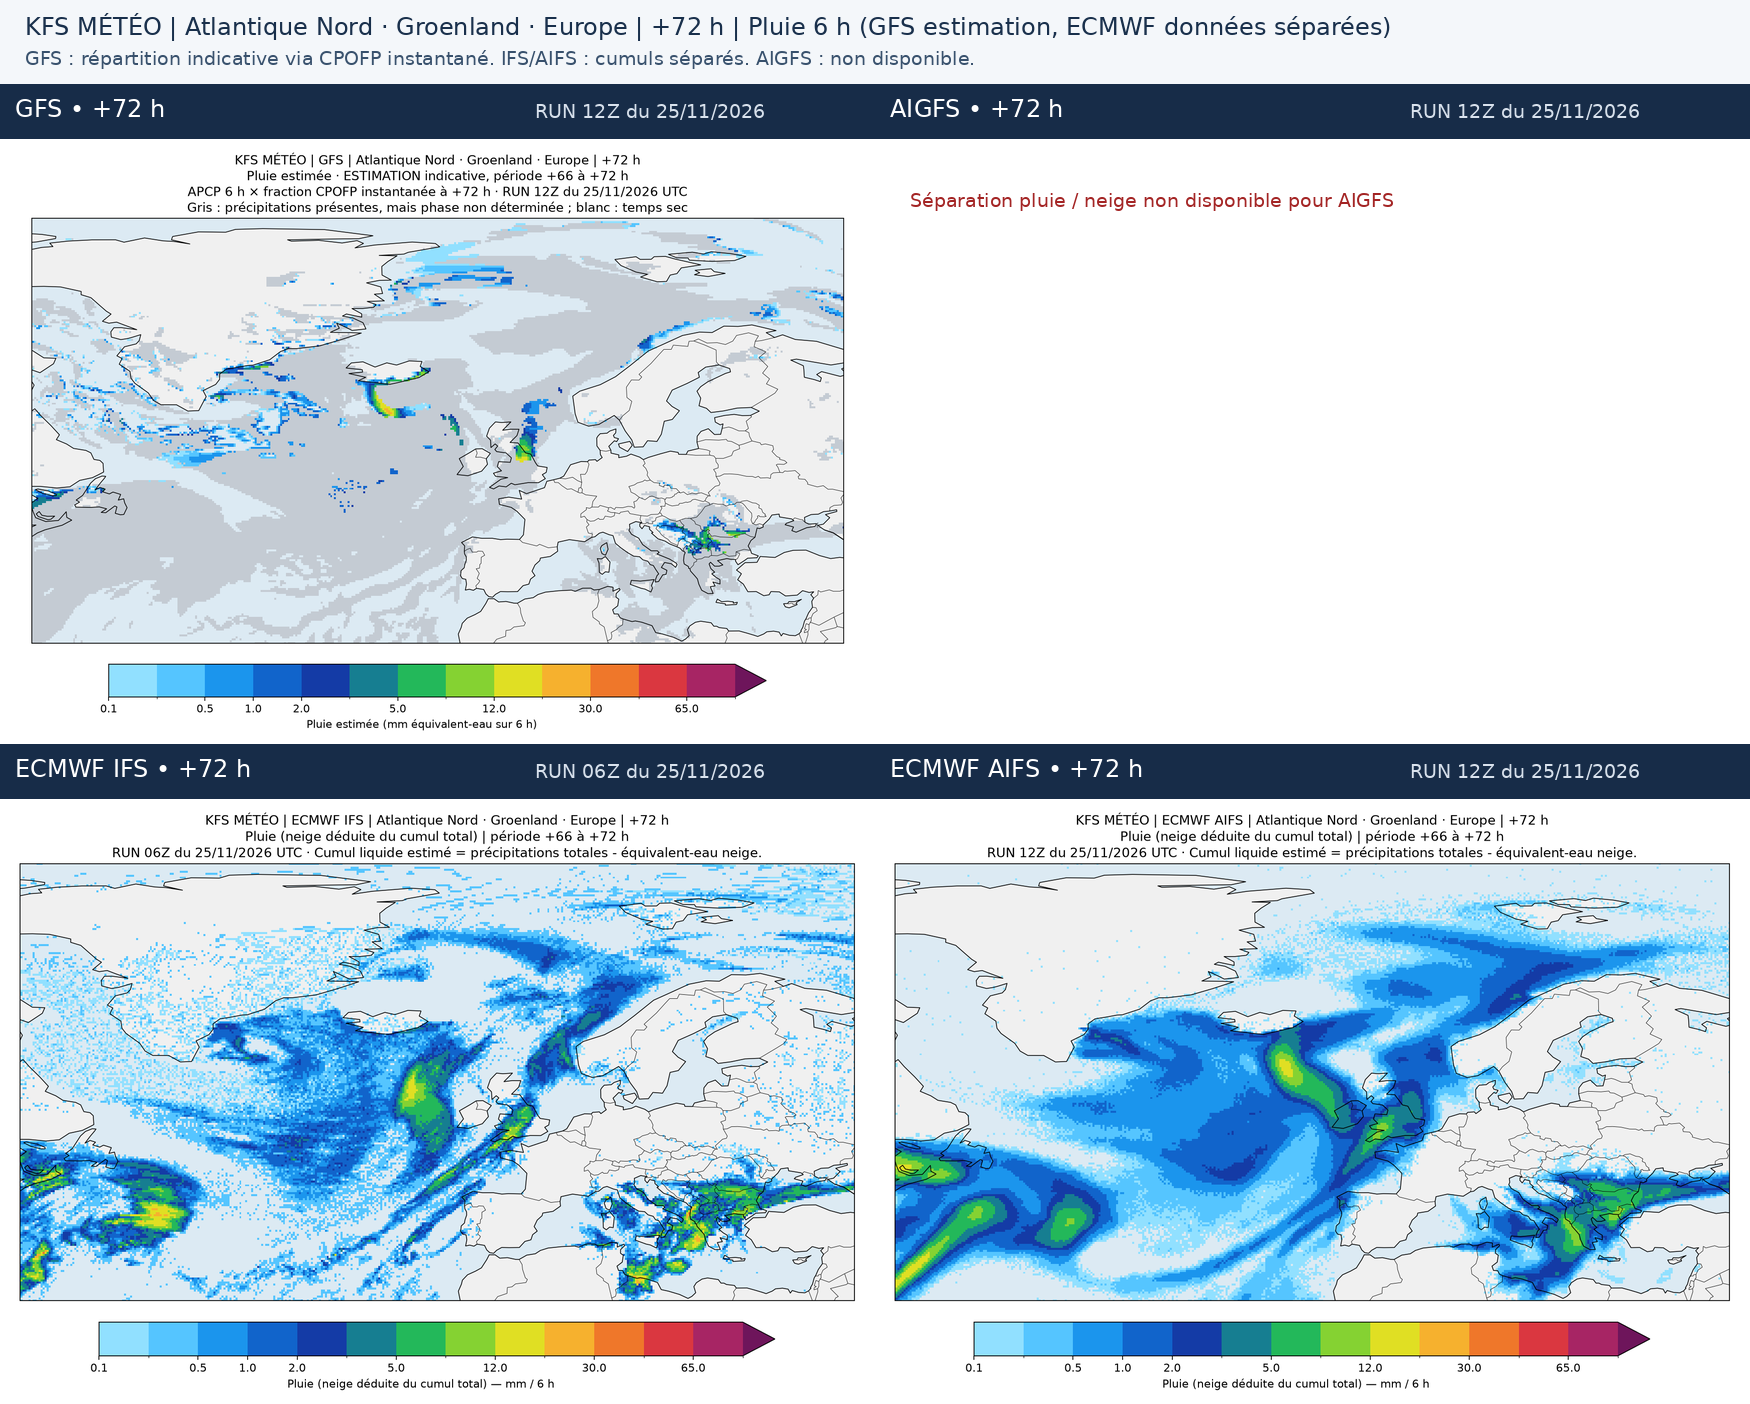 KFS MÉTÉO | Atlantique Nord · Groenland · Europe | +72 h | Pluie 6 h (GFS estimation, ECMWF données séparées)
GFS : répartition indicative via CPOFP instantané. IFS/AIFS : cumuls séparés. AIGFS : non disponible.
GFS • +72 h
RUN 12Z du 25/11/2026
AIGFS • +72 h
RUN 12Z du 25/11/2026
KFS MÉTÉO | GFS | Atlantique Nord · Groenland · Europe | +72 h
Pluie estimée · ESTIMATION indicative, période +66 à +72 h
APCP 6 h × fraction CPOFP instantanée à +72 h · RUN 12Z du 25/11/2026 UTC
Gris : précipitations présentes, mais phase non déterminée ; blanc : temps sec
Séparation pluie / neige non disponible pour AIGFS
0.1 0.5 1.0 2.0 5.0 12.0 30.0 65.0
Pluie estimée (mm équivalent-eau sur 6 h)
ECMWF IFS • +72 h
RUN 06Z du 25/11/2026
ECMWF AIFS • +72 h
RUN 12Z du 25/11/2026
KFS MÉTÉO | ECMWF IFS | Atlantique Nord · Groenland · Europe | +72 h
Pluie (neige déduite du cumul total) | période +66 à +72 h
RUN 06Z du 25/11/2026 UTC · Cumul liquide estimé = précipitations totales - équivalent-eau neige.
0.1 0.5 1.0 2.0 5.0 12.0 30.0 65.0
Pluie (neige déduite du cumul total) — mm / 6 h
KFS MÉTÉO | ECMWF AIFS | Atlantique Nord · Groenland · Europe | +72 h
Pluie (neige déduite du cumul total) | période +66 à +72 h
RUN 12Z du 25/11/2026 UTC · Cumul liquide estimé = précipitations totales - équivalent-eau neige.
0.1 0.5 1.0 2.0 5.0 12.0 30.0 65.0
Pluie (neige déduite du cumul total) — mm / 6 h